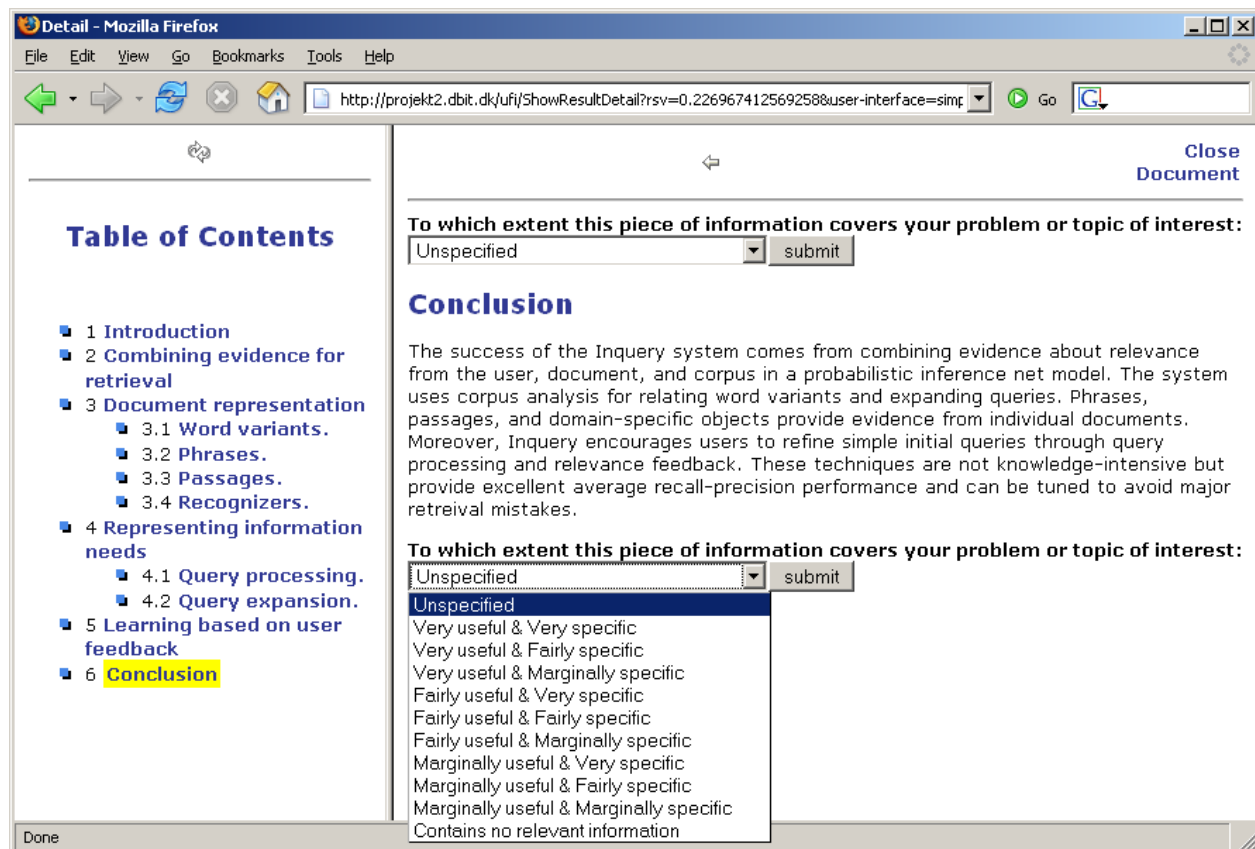 Detail - Mozilla Firefox
File Edit View Go Bookmarks Tools Help
http://projekt2.dbit.dk/ufi/ShowResultDetail?rsv=0.22696741256925&user-interface=simp Go G
Close
Document
Table of Contents
1 Introduction
2 Combining evidence for
retrieval
3 Document representation
3.1 Word variants.
3.2 Phrases.
3.3 Passages.
3.4 Recognizers.
4 Representing information
needs
4.1 Query processing.
4.2 Query expansion.
5 Learning based on user
feedback
6 Conclusion
To which extent this piece of information covers your problem or topic of interest:
Unspecified submit
Conclusion
The success of the Inquery system comes from combining evidence about relevance
from the user, document, and corpus in a probabilistic inference net model. The system
uses corpus analysis for relating word variants and expanding queries. Phrases,
passages, and domain-specific objects provide evidence from individual documents.
Moreover, Inquery encourages users to refine simple initial queries through query
processing and relevance feedback. These techniques are not knowledge-intensive but
provide excellent average recall-precision performance and can be tuned to avoid major
retreival mistakes.
To which extent this piece of information covers your problem or topic of interest:
Unspecified submit
Unspecified
Very useful & Very specific
Very useful & Fairly specific
Very useful & Marginally specific
Fairly useful & Very specific
Fairly useful & Fairly specific
Fairly useful & Marginally specific
Marginally useful & Very specific
Marginally useful & Fairly specific
Marginally useful & Marginally specific
Contains no relevant information
Done